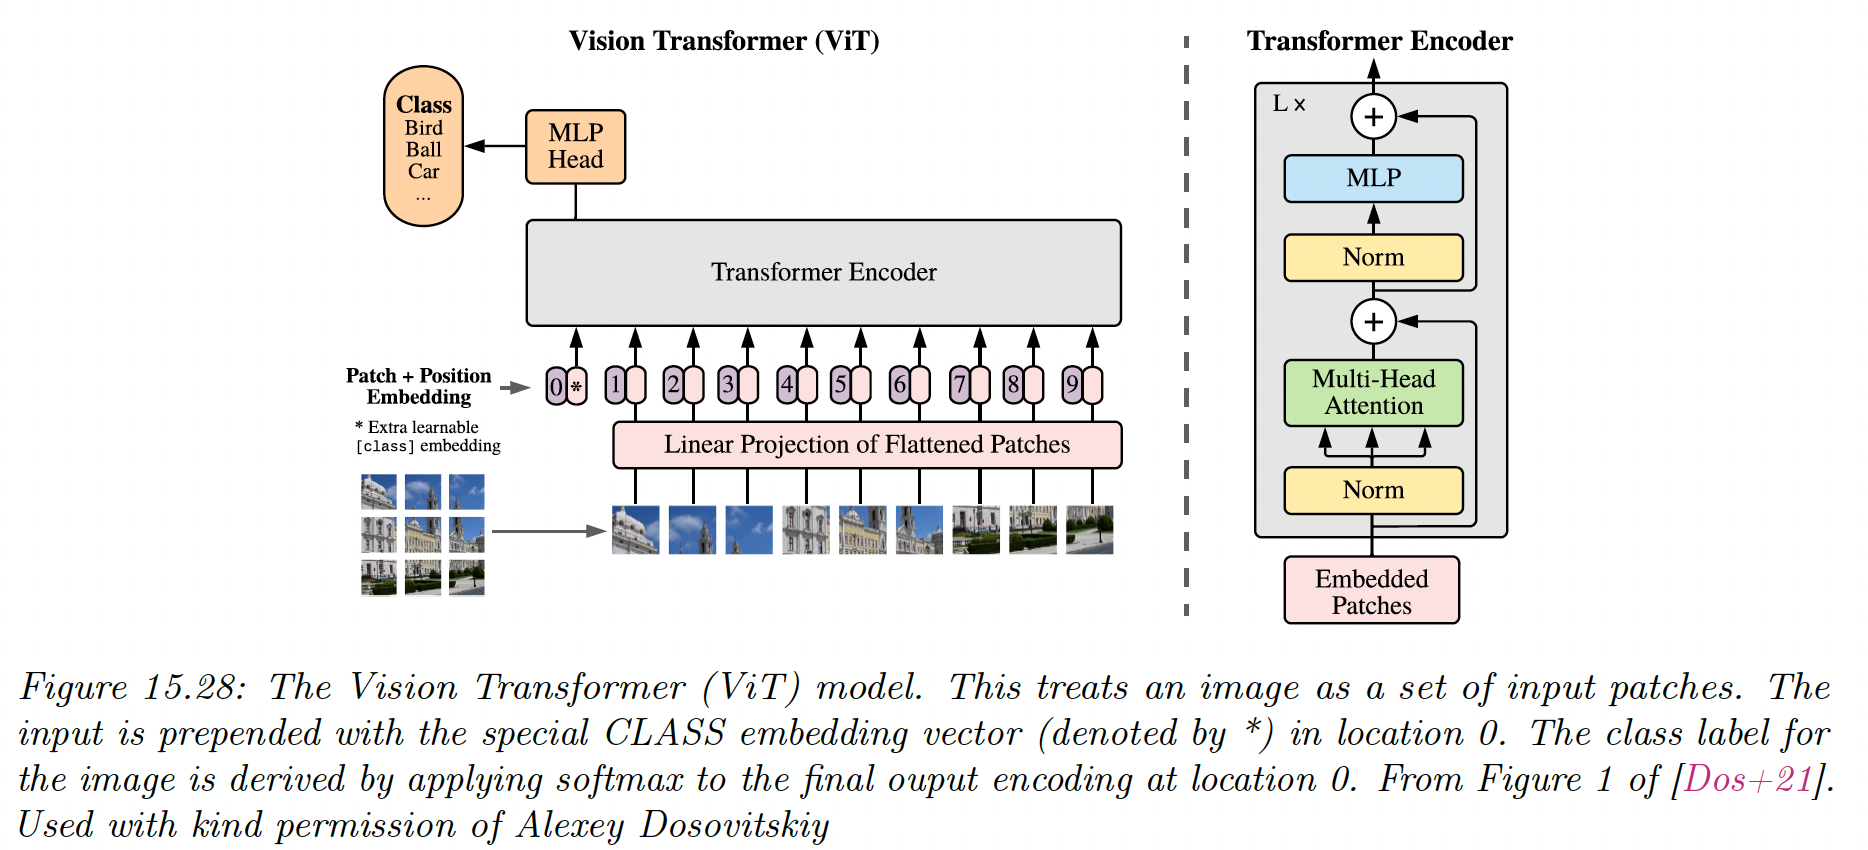 Vision Transformer (ViT)
Class
Bird
Ball
Car
...
MLP
Head
Transformer Encoder
Patch + Position
Embedding
* Extra learnable
[class] embedding
0 * 1 2 3 4 5 6 7 8 9
Linear Projection of Flattened Patches
Transformer Encoder
L ×
+
MLP
Norm
+
Multi-Head
Attention
Norm
Embedded
Patches
Figure 15.28: The Vision Transformer (ViT) model. This treats an image as a set of input patches. The
input is prepended with the special CLASS embedding vector (denoted by *) in location 0. The class label for
the image is derived by applying softmax to the final ouput encoding at location 0. From Figure 1 of [Dos+21].
Used with kind permission of Alexey Dosovitskiy